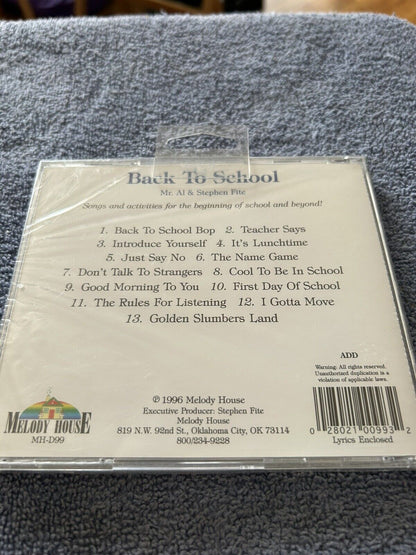 Back To School
Mr. Al & Stephen Fite
Songs and activities for the beginning of school and beyond!
1. Back To School Bop 2. Teacher Says
3. Introduce Yourself 4. It's Lunchtime
5. Just Say No 6. The Name Game
7. Don't Talk To Strangers 8. Cool To Be In School
9. Good Morning To You 10. First Day Of School
11. The Rules For Listening 12. I Gotta Move
13. Golden Slumbers Land
ADD
Warning. All rights reserved.
Unauthorized duplication is a
violation of applicable laws.
MELODY HOUSE
MH-D99
℗ 1996 Melody House
Executive Producer: Stephen Fite
Melody House
819 N.W. 92nd St., Oklahoma City, OK 73114
800/234-9228
0 28021 00993 2
Lyrics Enclosed